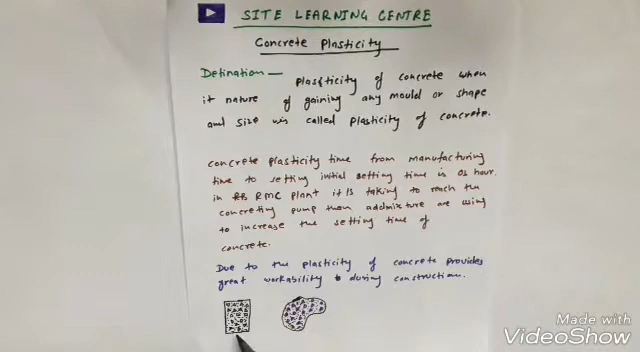 SITE LEARNING CENTRE
Concrete Plasticity
Defination — Plasticity of concrete when
it nature of gaining any mould or shape
and size is called plasticity of concrete.
concrete plasticity time from manufacturing
time to setting initial setting time is 03 hour.
in RMC plant it is taking to reach the
concreting pump then addmixture are using
to increase the setting time of
concrete.
Due to the plasticity of concrete provides
great workability during construction.
Made with
VideoShow